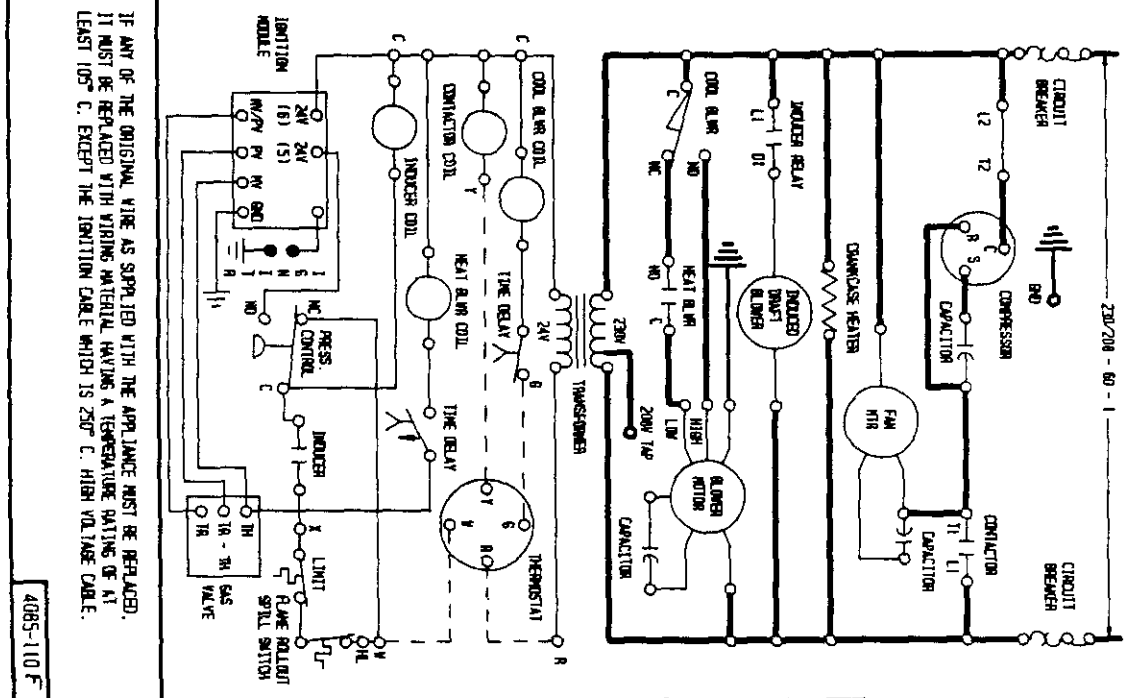 230/208 - 60 - 1
CIRCUIT
BREAKER
CIRCUIT
BREAKER
L2
T2
GND
COMPRESSOR
C
R
S
CAPACITOR
CONTACTOR
T1
L1
CAPACITOR
FAN
MTR
CRANKCASE HEATER
INDUCER RELAY
L1
INDUCED
DRAFT
BLOWER
COOL BLWR
C
NO
NC
HEAT BLWR
NO
C
HIGH
LOW
BLOWER
MOTOR
CAPACITOR
230V
208V TAP
24V
TRANSFORMER
R
C
COOL BLWR COIL
TIME DELAY
G
THERMOSTAT
G
Y
R
W
C
CONTACTOR COIL
Y
HEAT BLWR COIL
TIME DELAY
C
INDUCER COIL
NC
NO
PRESS.
CONTROL
C
INDUCER
X
LIMIT
FLAME ROLLOUT
SPILL SWITCH
HL
W
IGNITION
MODULE
24V
(6)
24V
(5)
MV/PV
PV
MV
GND
TH
TR - TH
TR
GAS
VALVE
IF ANY OF THE ORIGINAL WIRE AS SUPPLIED WITH THE APPLIANCE MUST BE REPLACED,
IT MUST BE REPLACED WITH WIRING MATERIAL HAVING A TEMPERATURE RATING OF AT
LEAST 105° C. EXCEPT THE IGNITION CABLE WHICH IS 250° C. HIGH VOLTAGE CABLE.
4085-110 F